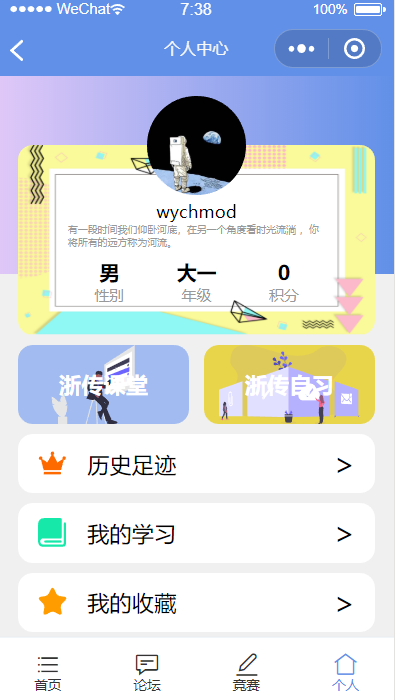 WeChat
7:38
100%
个人中心
wychmod
有一段时间我们仰卧河底，在另一个角度看时光流淌 ，你
将所有的远方称为河流。
男 大一 0
性别 年级 积分
浙传课堂 浙传自习
历史足迹 >
我的学习 >
我的收藏 >
首页 论坛 竞赛 个人